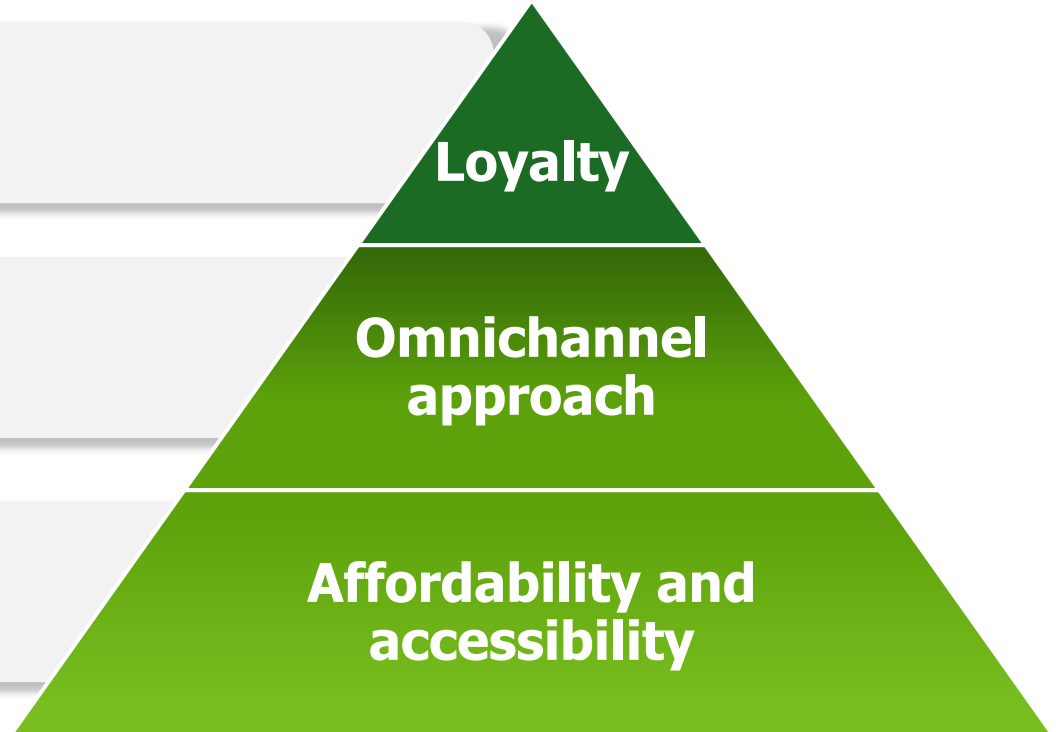 Loyalty
Omnichannel
approach
Affordability and
accessibility